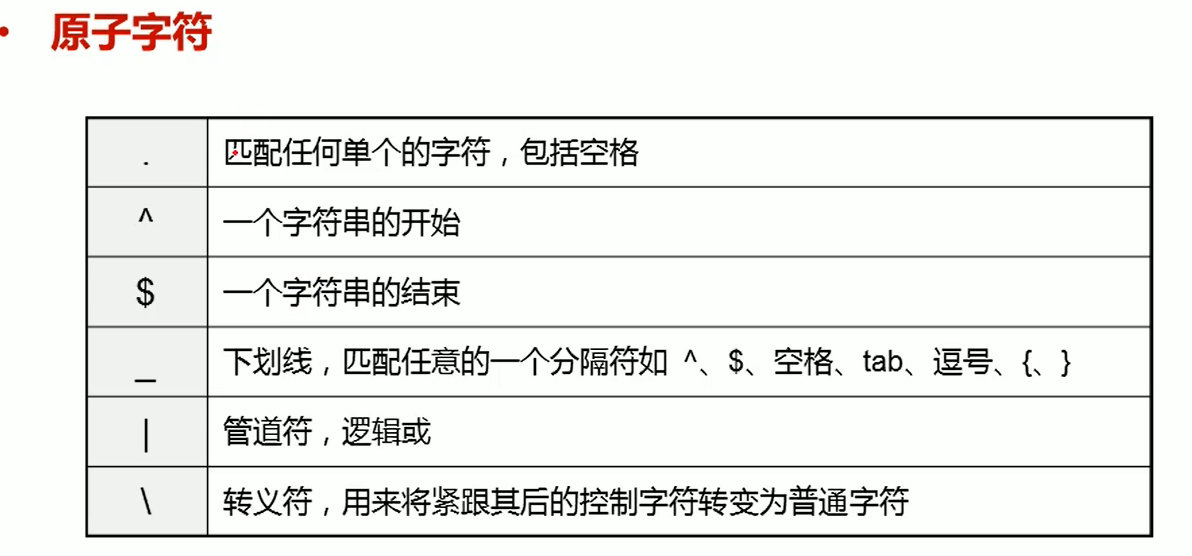 • 原子字符
. 匹配任何单个的字符，包括空格
^ 一个字符串的开始
$ 一个字符串的结束
_ 下划线，匹配任意的一个分隔符如 ^、$、空格、tab、逗号、{、}
| 管道符，逻辑或
\ 转义符，用来将紧跟其后的控制字符转变为普通字符